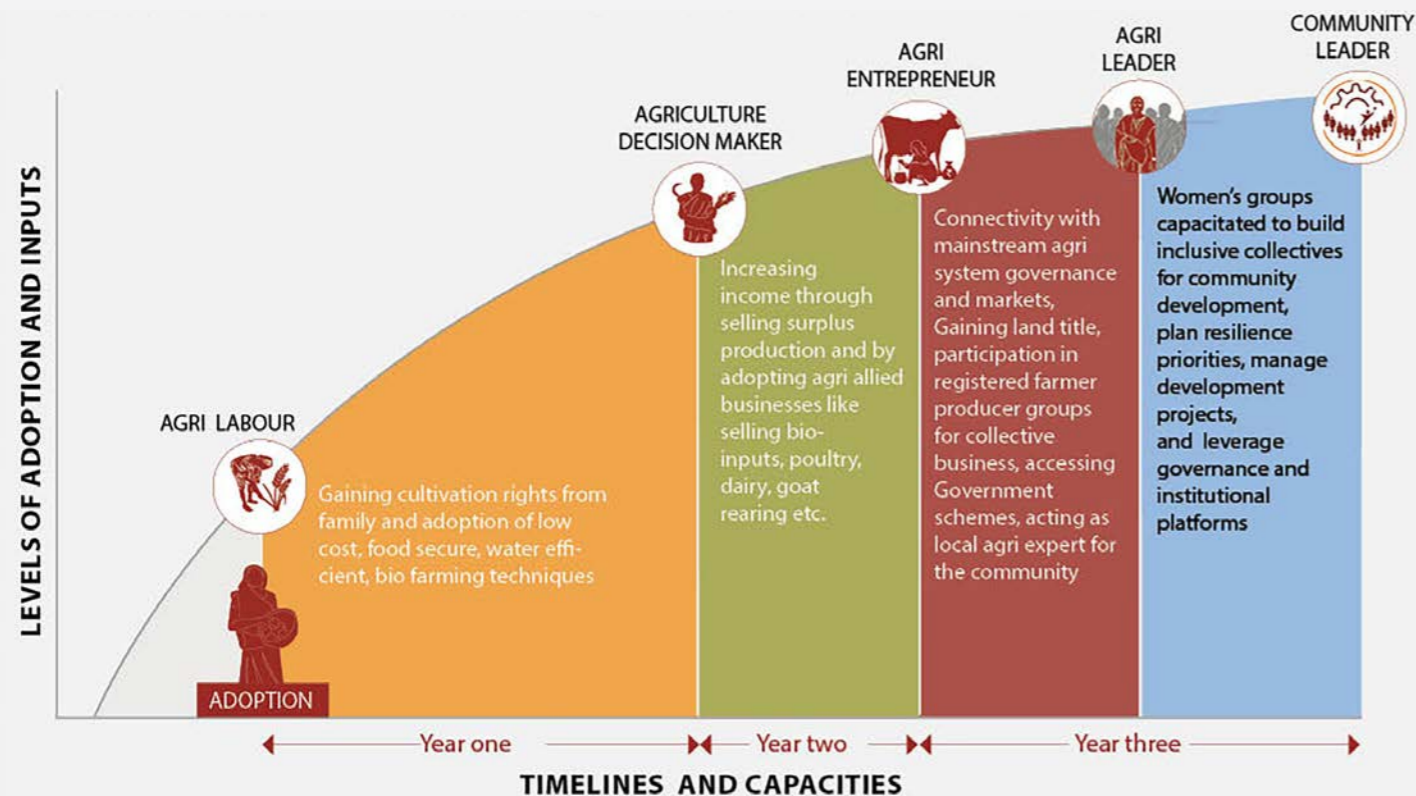 COMMUNITY
LEADER
AGRI
LEADER
AGRI
ENTREPRENEUR
AGRICULTURE
DECISION MAKER
AGRI LABOUR
LEVELS OF ADOPTION AND INPUTS
Gaining cultivation rights from
family and adoption of low
cost, food secure, water effi-
cient, bio farming techniques
Increasing
income through
selling surplus
production and by
adopting agri allied
businesses like
selling bio-
inputs, poultry,
dairy, goat
rearing etc.
Connectivity with
mainstream agri
system governance
and markets,
Gaining land title,
participation in
registered farmer
producer groups
for collective
business, accessing
Government
schemes, acting as
local agri expert for
the community
Women's groups
capacitated to build
inclusive collectives
for community
development,
plan resilience
priorities, manage
development
projects,
and leverage
governance and
institutional
platforms
ADOPTION
Year one
Year two
Year three
TIMELINES AND CAPACITIES